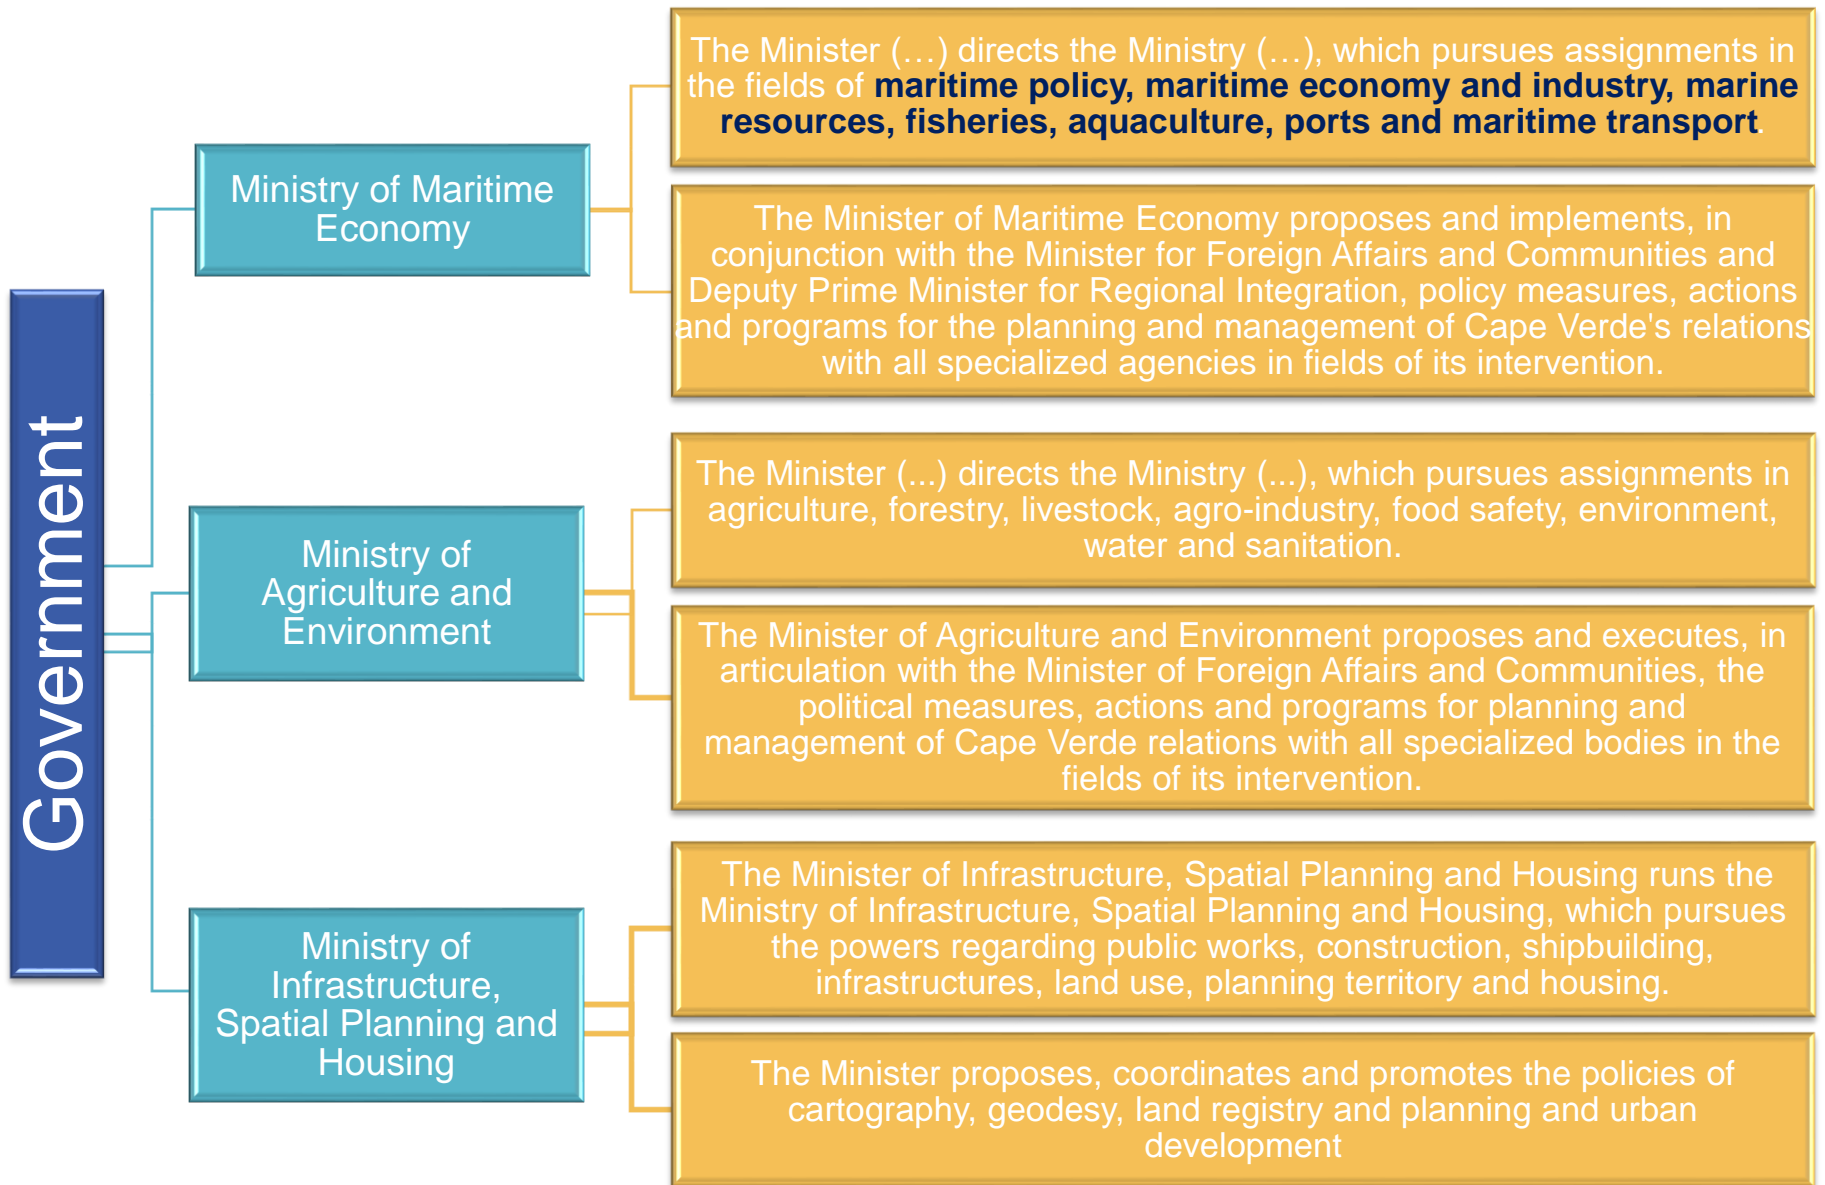 Government
Ministry of Maritime
Economy
The Minister (…) directs the Ministry (…), which pursues assignments in
the fields of maritime policy, maritime economy and industry, marine
resources, fisheries, aquaculture, ports and maritime transport.
The Minister of Maritime Economy proposes and implements, in
conjunction with the Minister for Foreign Affairs and Communities and
Deputy Prime Minister for Regional Integration, policy measures, actions
and programs for the planning and management of Cape Verde's relations
with all specialized agencies in fields of its intervention.
Ministry of
Agriculture and
Environment
The Minister (...) directs the Ministry (...), which pursues assignments in
agriculture, forestry, livestock, agro-industry, food safety, environment,
water and sanitation.
The Minister of Agriculture and Environment proposes and executes, in
articulation with the Minister of Foreign Affairs and Communities, the
political measures, actions and programs for planning and
management of Cape Verde relations with all specialized bodies in the
fields of its intervention.
Ministry of
Infrastructure,
Spatial Planning and
Housing
The Minister of Infrastructure, Spatial Planning and Housing runs the
Ministry of Infrastructure, Spatial Planning and Housing, which pursues
the powers regarding public works, construction, shipbuilding,
infrastructures, land use, planning territory and housing.
The Minister proposes, coordinates and promotes the policies of
cartography, geodesy, land registry and planning and urban
development